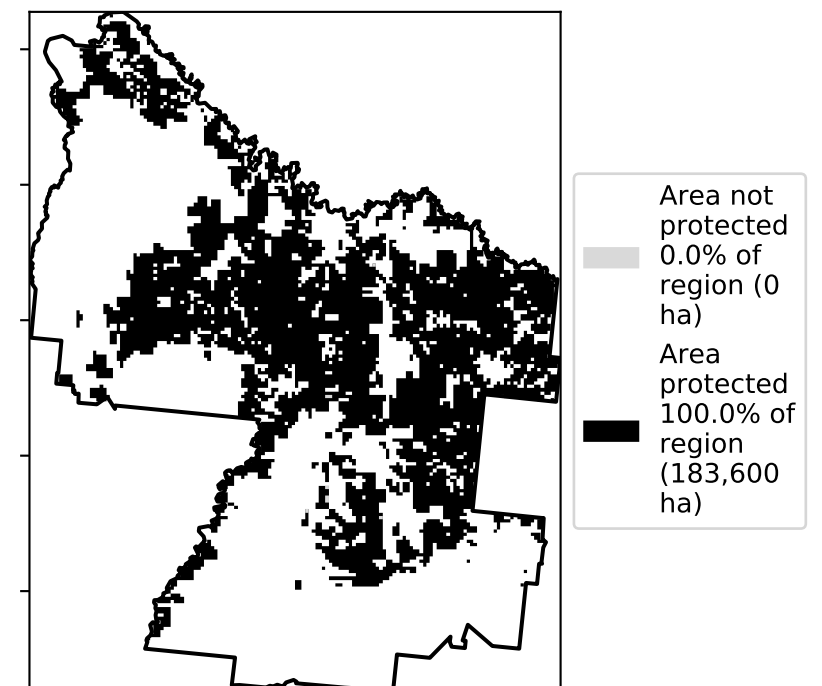 Area not
protected
0.0% of
region (0
ha)
Area
protected
100.0% of
region
(183,600
ha)